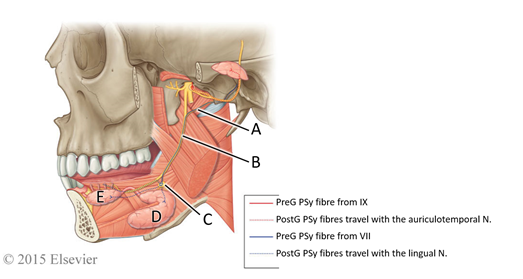 A
B
E
D
C
PreG PSy fibre from IX
PostG PSy fibres travel with the auriculotemporal N.
PreG PSy fibre from VII
PostG PSy fibres travel with the lingual N.
© 2015 Elsevier